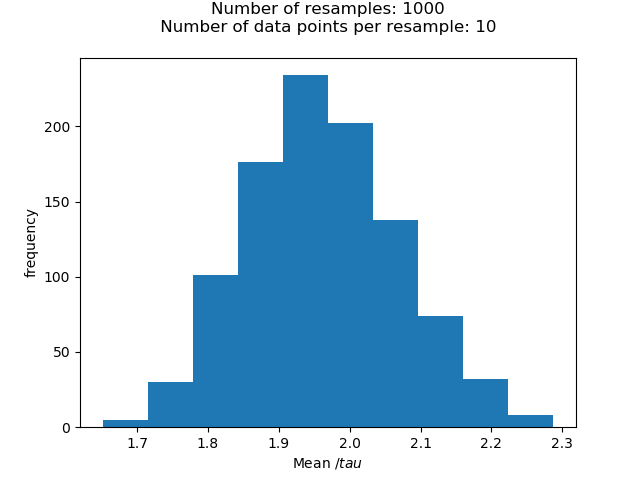 Number of resamples: 1000
Number of data points per resample: 10
200
150
100
50
0
frequency
1.7 1.8 1.9 2.0 2.1 2.2 2.3
Mean /tau